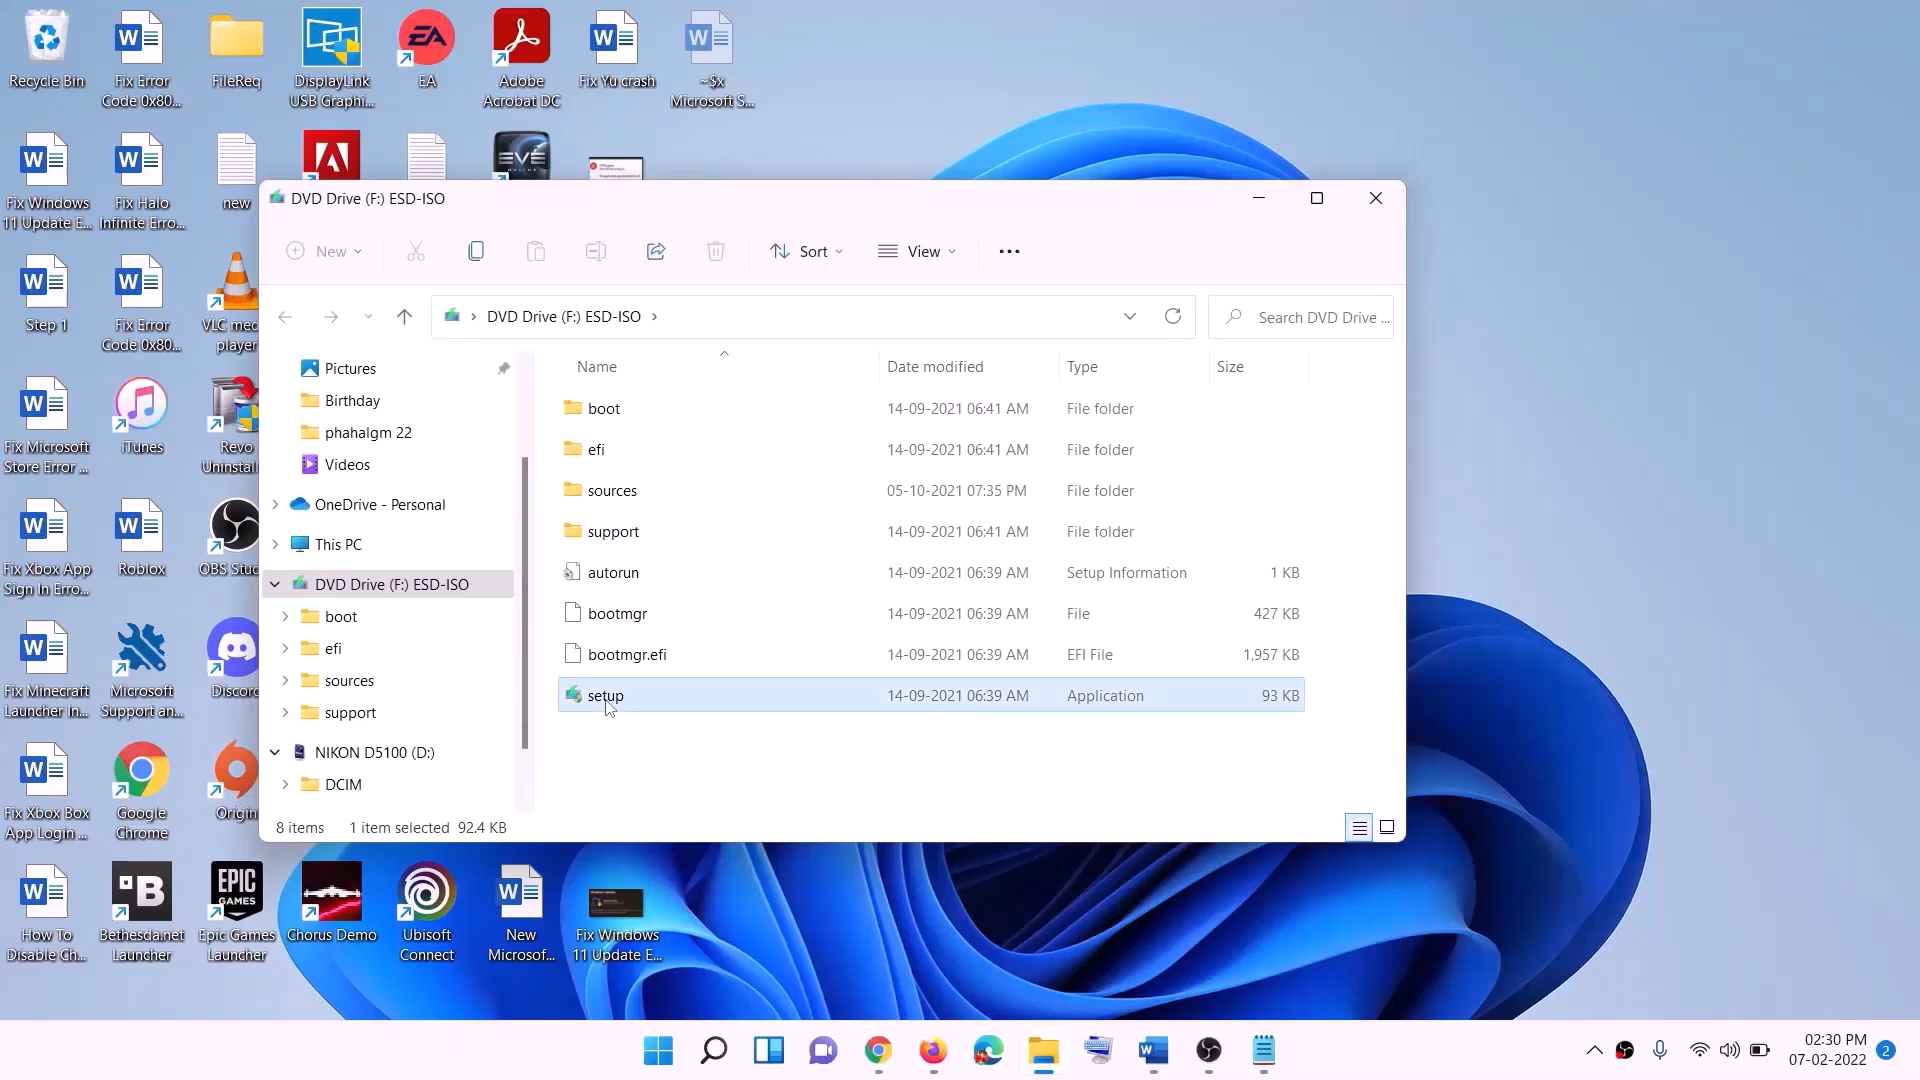 Recycle Bin
Fix Error
Code 0x80...
FileReq
DisplayLink
USB Graphi...
EA
EA
Adobe
Acrobat DC
Fix Yu crash
~$x
Microsoft S...
EVE
ONLINE
Fix Windows
11 Update E...
Fix Halo
Infinite Erro...
new
Step 1
Fix Error
Code 0x80...
VLC med
player
Fix Microsoft
Store Error ...
iTunes
Revo
Uninstall
Fix Xbox App
Sign In Erro...
Roblox
OBS Stud
Fix Minecraft
Launcher In...
Microsoft
Support an...
Discord
Fix Xbox Box
App Login ...
Google
Chrome
Origin
How To
Disable Ch...
Bethesda.net
Launcher
EPIC
GAMES
Epic Games
Launcher
Chorus Demo
Ubisoft
Connect
New
Microsof...
Fix Windows
11 Update E...
DVD Drive (F:) ESD-ISO
New
Sort
View
DVD Drive (F:) ESD-ISO
Search DVD Drive ...
Pictures
Birthday
phahalgm 22
Videos
OneDrive - Personal
This PC
DVD Drive (F:) ESD-ISO
boot
efi
sources
support
NIKON D5100 (D:)
DCIM
Name Date modified Type Size
boot 14-09-2021 06:41 AM File folder
efi 14-09-2021 06:41 AM File folder
sources 05-10-2021 07:35 PM File folder
support 14-09-2021 06:41 AM File folder
autorun 14-09-2021 06:39 AM Setup Information 1 KB
bootmgr 14-09-2021 06:39 AM File 427 KB
bootmgr.efi 14-09-2021 06:39 AM EFI File 1,957 KB
setup 14-09-2021 06:39 AM Application 93 KB
8 items 1 item selected 92.4 KB
02:30 PM
07-02-2022
2